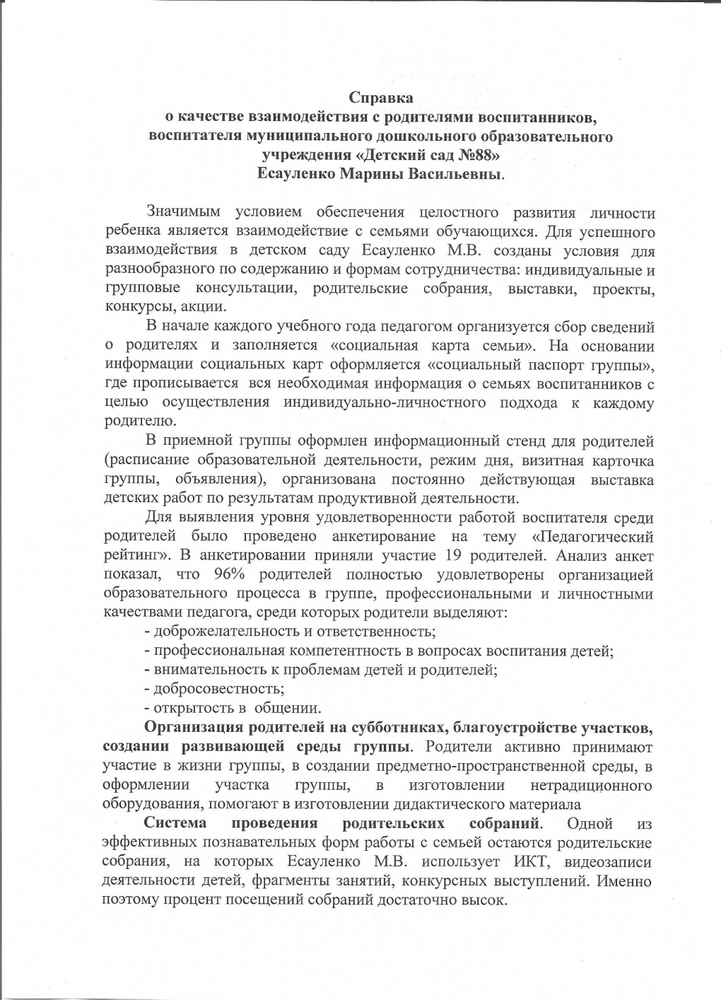 Справка
о качестве взаимодействия с родителями воспитанников,
воспитателя муниципального дошкольного образовательного
учреждения «Детский сад №88»
Есауленко Марины Васильевны.
Значимым условием обеспечения целостного развития личности
ребенка является взаимодействие с семьями обучающихся. Для успешного
взаимодействия в детском саду Есауленко М.В. созданы условия для
разнообразного по содержанию и формам сотрудничества: индивидуальные и
групповые консультации, родительские собрания, выставки, проекты,
конкурсы, акции.
В начале каждого учебного года педагогом организуется сбор сведений
о родителях и заполняется «социальная карта семьи». На основании
информации социальных карт оформляется «социальный паспорт группы»,
где прописывается вся необходимая информация о семьях воспитанников с
целью осуществления индивидуально-личностного подхода к каждому
родителю.
В приемной группы оформлен информационный стенд для родителей
(расписание образовательной деятельности, режим дня, визитная карточка
группы, объявления), организована постоянно действующая выставка
детских работ по результатам продуктивной деятельности.
Для выявления уровня удовлетворенности работой воспитателя среди
родителей было проведено анкетирование на тему «Педагогический
рейтинг». В анкетировании приняли участие 19 родителей. Анализ анкет
показал, что 96% родителей полностью удовлетворены организацией
образовательного процесса в группе, профессиональными и личностными
качествами педагога, среди которых родители выделяют:
- доброжелательность и ответственность;
- профессиональная компетентность в вопросах воспитания детей;
- внимательность к проблемам детей и родителей;
- добросовестность;
- открытость в общении.
Организация родителей на субботниках, благоустройстве участков,
создании развивающей среды группы. Родители активно принимают
участие в жизни группы, в создании предметно-пространственной среды, в
оформлении участка группы, в изготовлении нетрадиционного
оборудования, помогают в изготовлении дидактического материала
Система проведения родительских собраний. Одной из
эффективных познавательных форм работы с семьей остаются родительские
собрания, на которых Есауленко М.В. использует ИКТ, видеозаписи
деятельности детей, фрагменты занятий, конкурсных выступлений. Именно
поэтому процент посещений собраний достаточно высок.